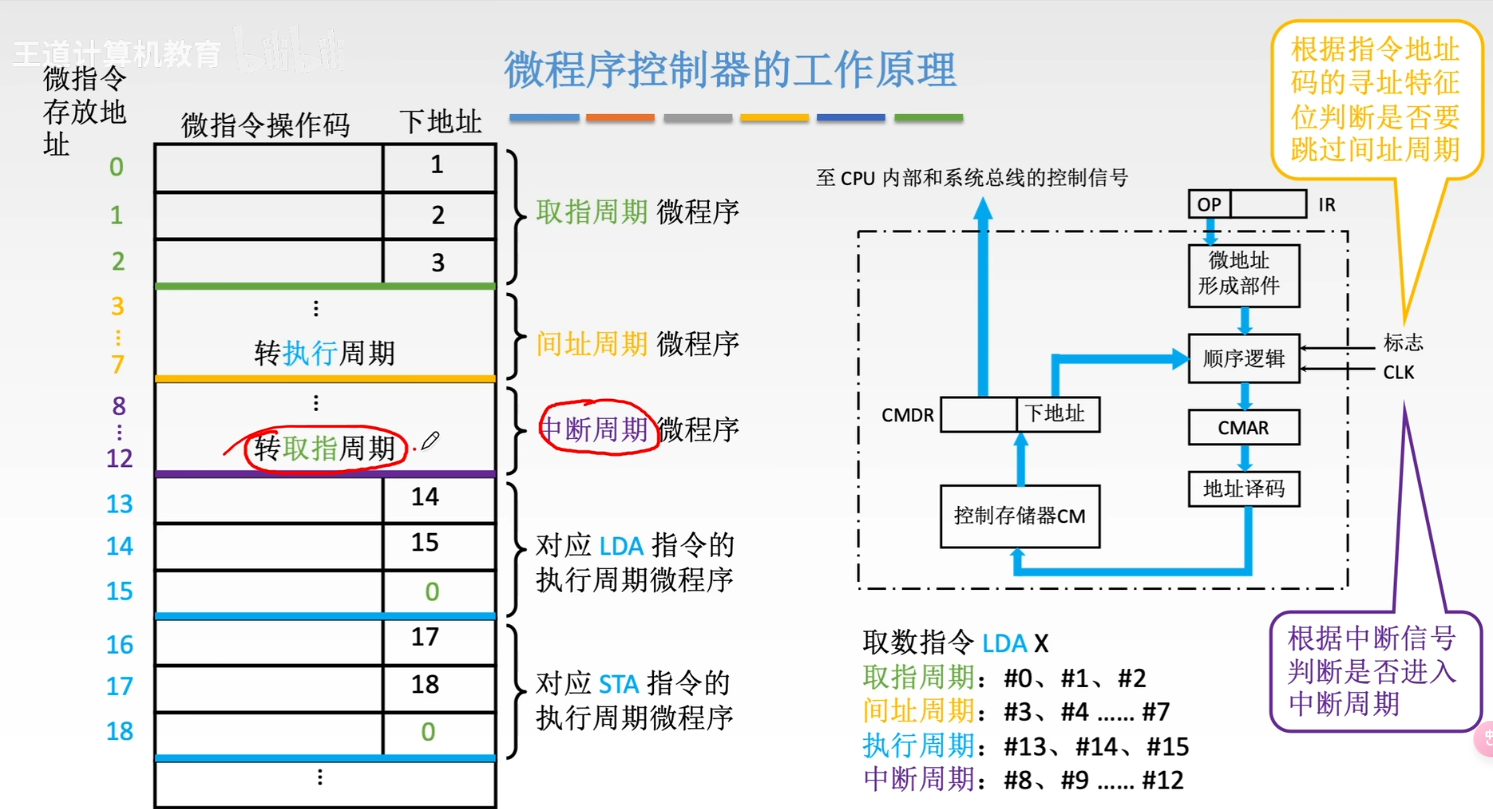 王道计算机教育
微程序控制器的工作原理
微指令
存放地
址
微指令操作码
下地址
0
1
1
2
2
3
取指周期 微程序
3
⋮
7
⋮
转执行周期
间址周期 微程序
8
⋮
12
⋮
转取指周期
中断周期 微程序
13
14
14
15
15
0
对应 LDA 指令的
执行周期微程序
16
17
17
18
18
0
对应 STA 指令的
执行周期微程序
⋮
至 CPU 内部和系统总线的控制信号
OP
IR
微地址
形成部件
顺序逻辑
标志
CLK
CMDR
下地址
CMAR
地址译码
控制存储器CM
取数指令 LDA X
取指周期：#0、#1、#2
间址周期：#3、#4 …… #7
执行周期：#13、#14、#15
中断周期：#8、#9 …… #12
根据指令地址
码的寻址特征
位判断是否要
跳过间址周期
根据中断信号
判断是否进入
中断周期